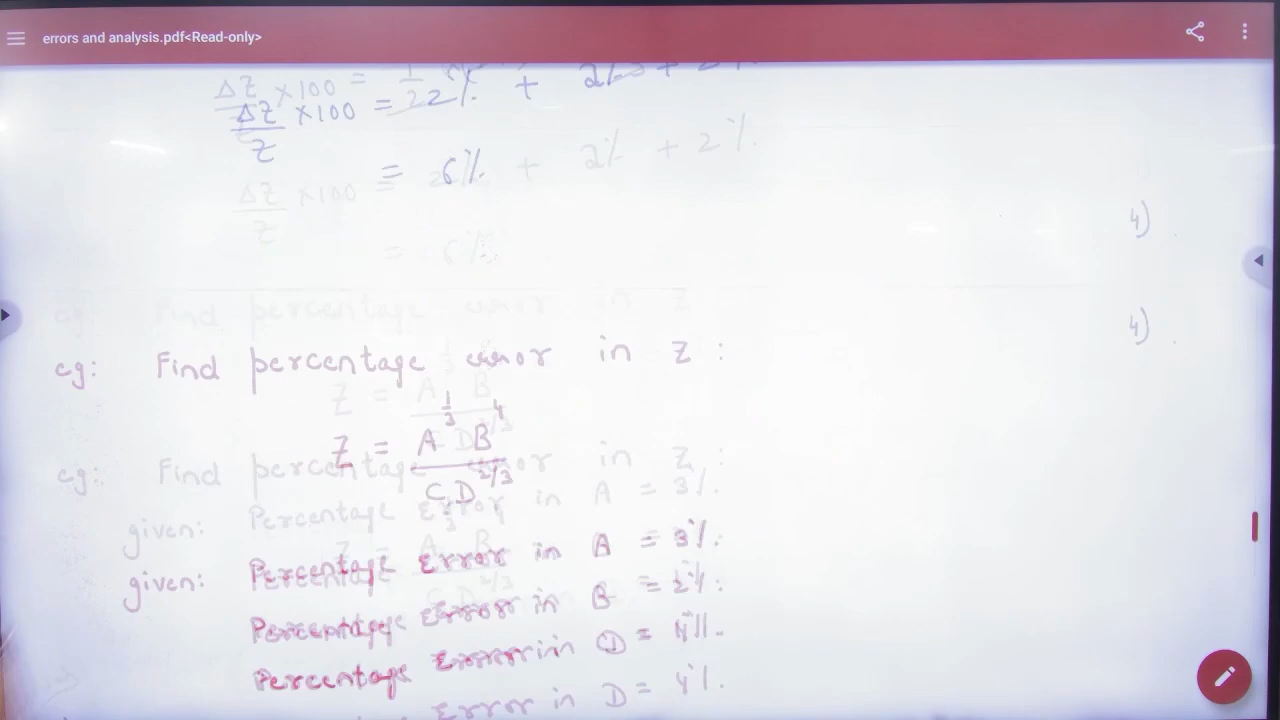 errors and analysis.pdf<Read-only>
ΔZ/Z ×100 = 2% + 2% + 2%
= 6%
4)
eg: Find percentage error in Z :
Z = A^1/3 B^4 / C D^2/3
given: Percentage Error in A = 3%.
Percentage Error in B = 2%.
Percentage Error in
Percentage Error in D = 4%.